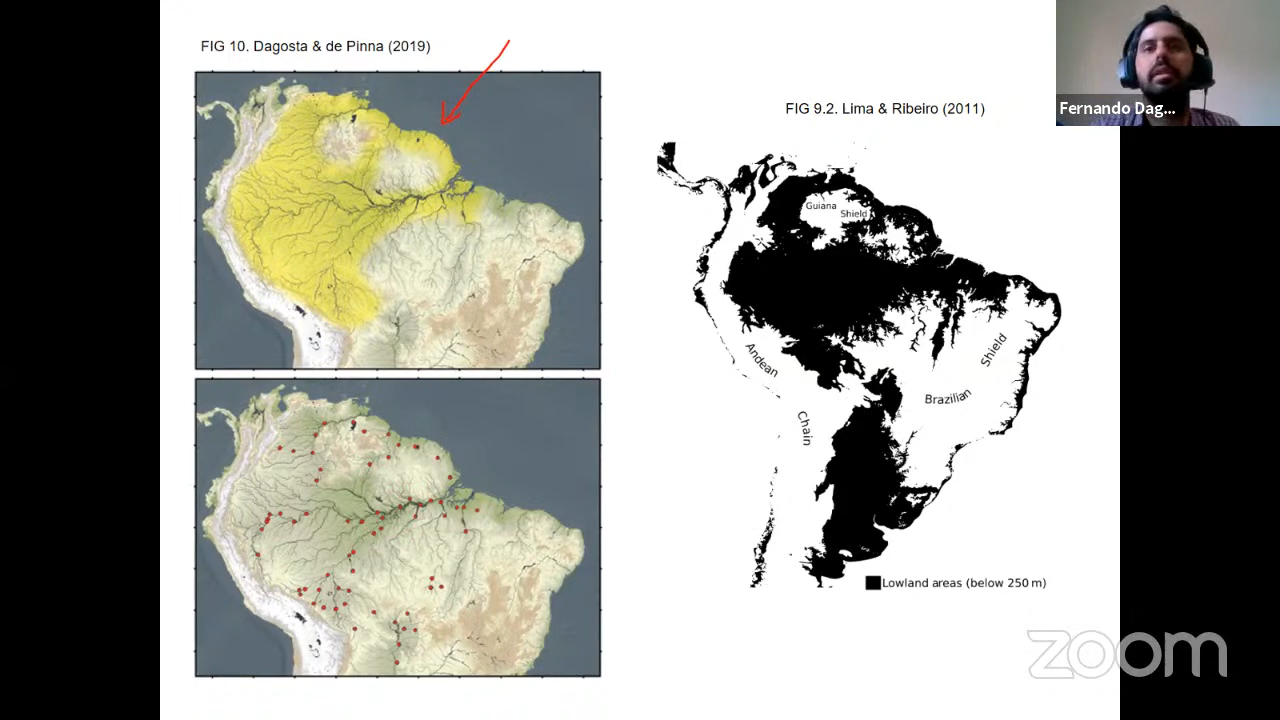 FIG 10. Dagosta & de Pinna (2019)
FIG 9.2. Lima & Ribeiro (2011)
Fernando Dag...
Guiana
Shield
Andean
Chain
Brazilian
Shield
Lowland areas (below 250 m)
zoom